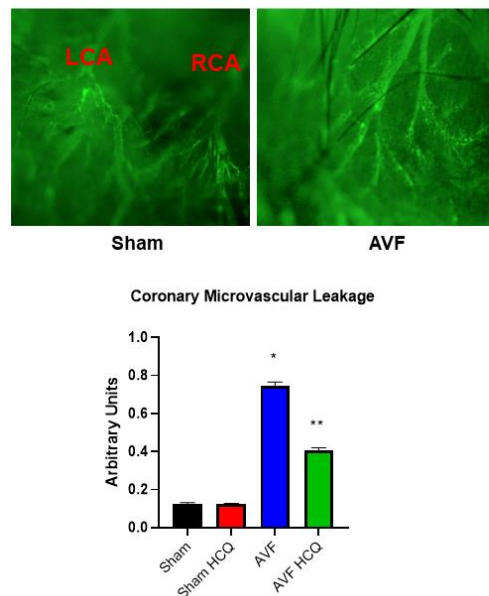 LCA
RCA
Sham
AVF
Coronary Microvascular Leakage
Arbitrary Units
1.0
0.8
0.6
0.4
0.2
0.0
*
**
Sham
Sham HCQ
AVF
AVF HCQ